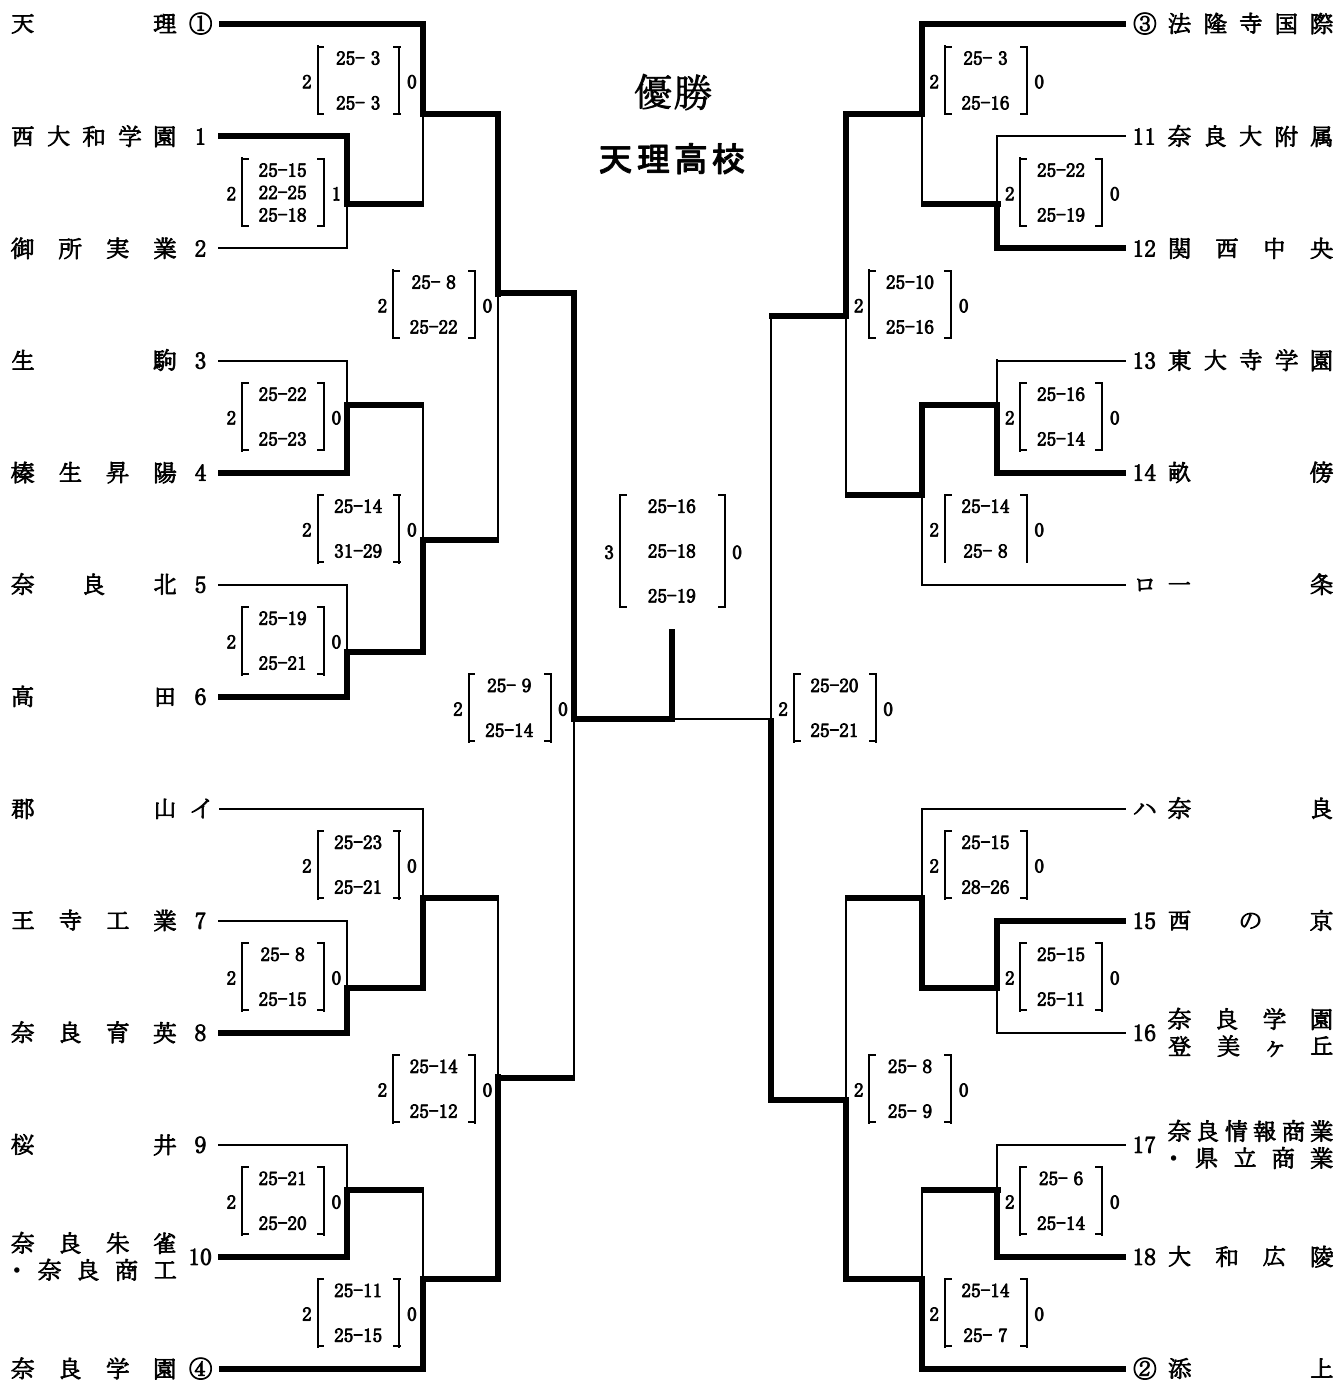 優勝
天理高校
天理 ①
2 25- 3 0
25- 3
西大和学園 1
2 25-15 1
22-25
25-18
御所実業 2
2 25- 8 0
25-22
生駒 3
2 25-22 0
25-23
榛生昇陽 4
2 25-14 0
31-29
奈良北 5
2 25-19 0
25-21
高田 6
2 25- 9 0
25-14
郡山 イ
2 25-23 0
25-21
王寺工業 7
2 25- 8 0
25-15
奈良育英 8
2 25-14 0
25-12
桜井 9
2 25-21 0
25-20
奈良朱雀
・奈良商工 10
2 25-11 0
25-15
奈良学園 ④
3 25-16 0
25-18
25-19
③ 法隆寺国際
2 25- 3 0
25-16
11 奈良大附属
2 25-22 0
25-19
12 関西中央
2 25-10 0
25-16
13 東大寺学園
2 25-16 0
25-14
14 畝傍
2 25-14 0
25- 8
ロ 一条
2 25-20 0
25-21
ハ 奈良
2 25-15 0
28-26
15 西の京
2 25-15 0
25-11
16 奈良学園
登美ヶ丘
2 25- 8 0
25- 9
17 奈良情報商業
・県立商業
2 25- 6 0
25-14
18 大和広陵
2 25-14 0
25- 7
② 添上